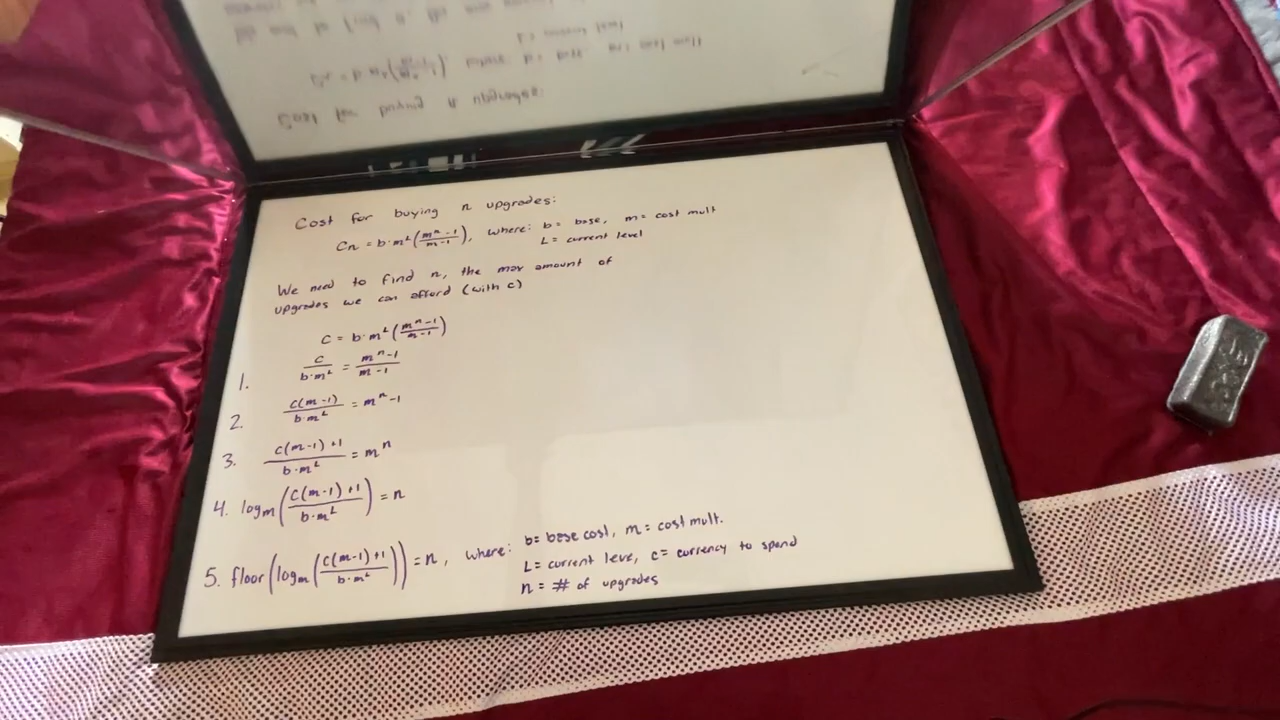 Cost for buying n upgrades:
Cn = b·m^L((m^n - 1)/(m - 1)), where: b = base, m = cost mult
L = current level
We need to find n, the max amount of
upgrades we can afford (with c)
c = b·m^L((m^n - 1)/(m - 1))
1. c/(b·m^L) = (m^n - 1)/(m - 1)
2. c(m - 1)/(b·m^L) = m^n - 1
3. (c(m - 1) + 1)/(b·m^L) = m^n
4. log_m((c(m - 1) + 1)/(b·m^L)) = n
5. floor(log_m((c(m - 1) + 1)/(b·m^L))) = n, where: b = base cost, m = cost mult.
L = current leve, c = currency to spend
n = # of upgrades